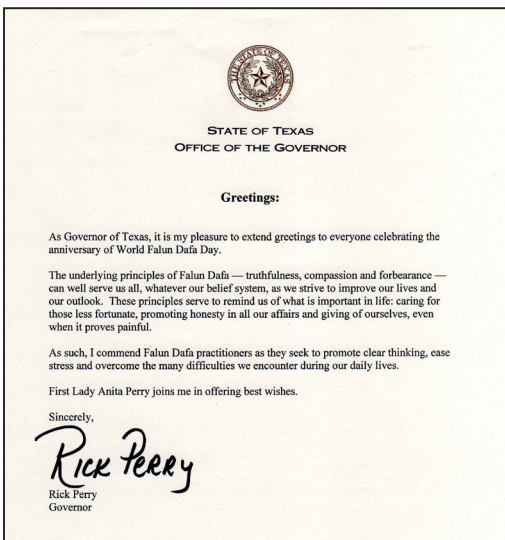 THE STATE OF TEXAS
STATE OF TEXAS
OFFICE OF THE GOVERNOR
Greetings:
As Governor of Texas, it is my pleasure to extend greetings to everyone celebrating the
anniversary of World Falun Dafa Day.
The underlying principles of Falun Dafa — truthfulness, compassion and forbearance —
can well serve us all, whatever our belief system, as we strive to improve our lives and
our outlook.  These principles serve to remind us of what is important in life: caring for
those less fortunate, promoting honesty in all our affairs and giving of ourselves, even
when it proves painful.
As such, I commend Falun Dafa practitioners as they seek to promote clear thinking, ease
stress and overcome the many difficulties we encounter during our daily lives.
First Lady Anita Perry joins me in offering best wishes.
Sincerely,
RICK PERRY
Rick Perry
Governor